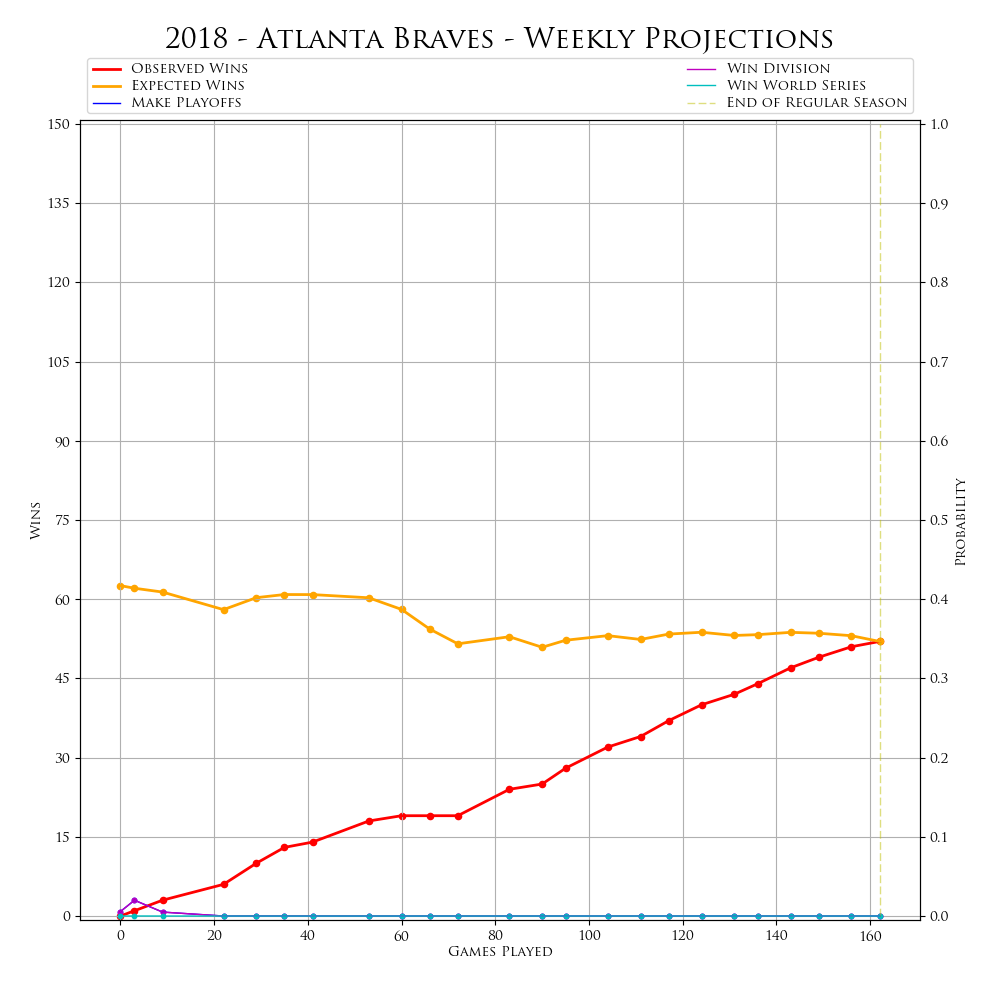 2018 - Atlanta Braves - Weekly Projections
Observed Wins
Expected Wins
Make Playoffs
Win Division
Win World Series
End of Regular Season
150
135
120
105
90
75
60
45
30
15
0
Wins
1.0
0.9
0.8
0.7
0.6
0.5
0.4
0.3
0.2
0.1
0.0
Probability
0 20 40 60 80 100 120 140 160
Games Played